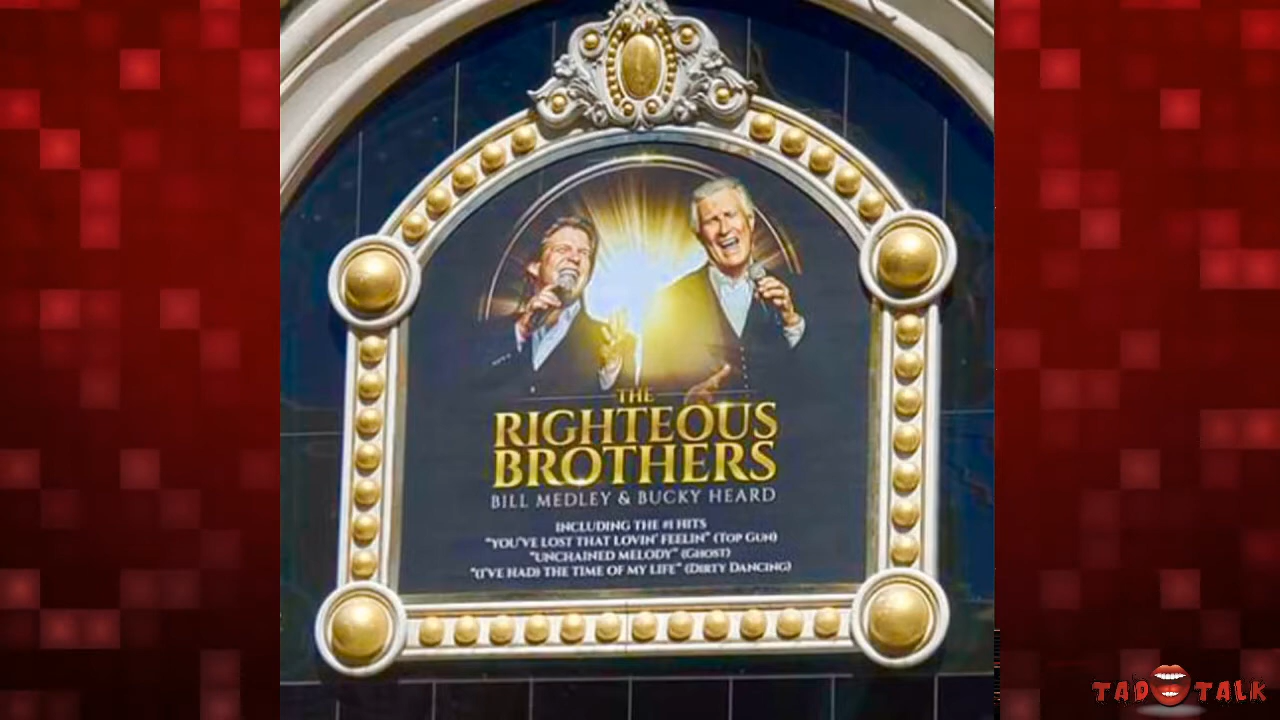 THE
RIGHTEOUS
BROTHERS
BILL MEDLEY & BUCKY HEARD
INCLUDING THE #1 HITS
"YOU'VE LOST THAT LOVIN' FEELIN" (TOP GUN)
"UNCHAINED MELODY" (GHOST)
"(I'VE HAD) THE TIME OF MY LIFE" (DIRTY DANCING)
TAD TALK